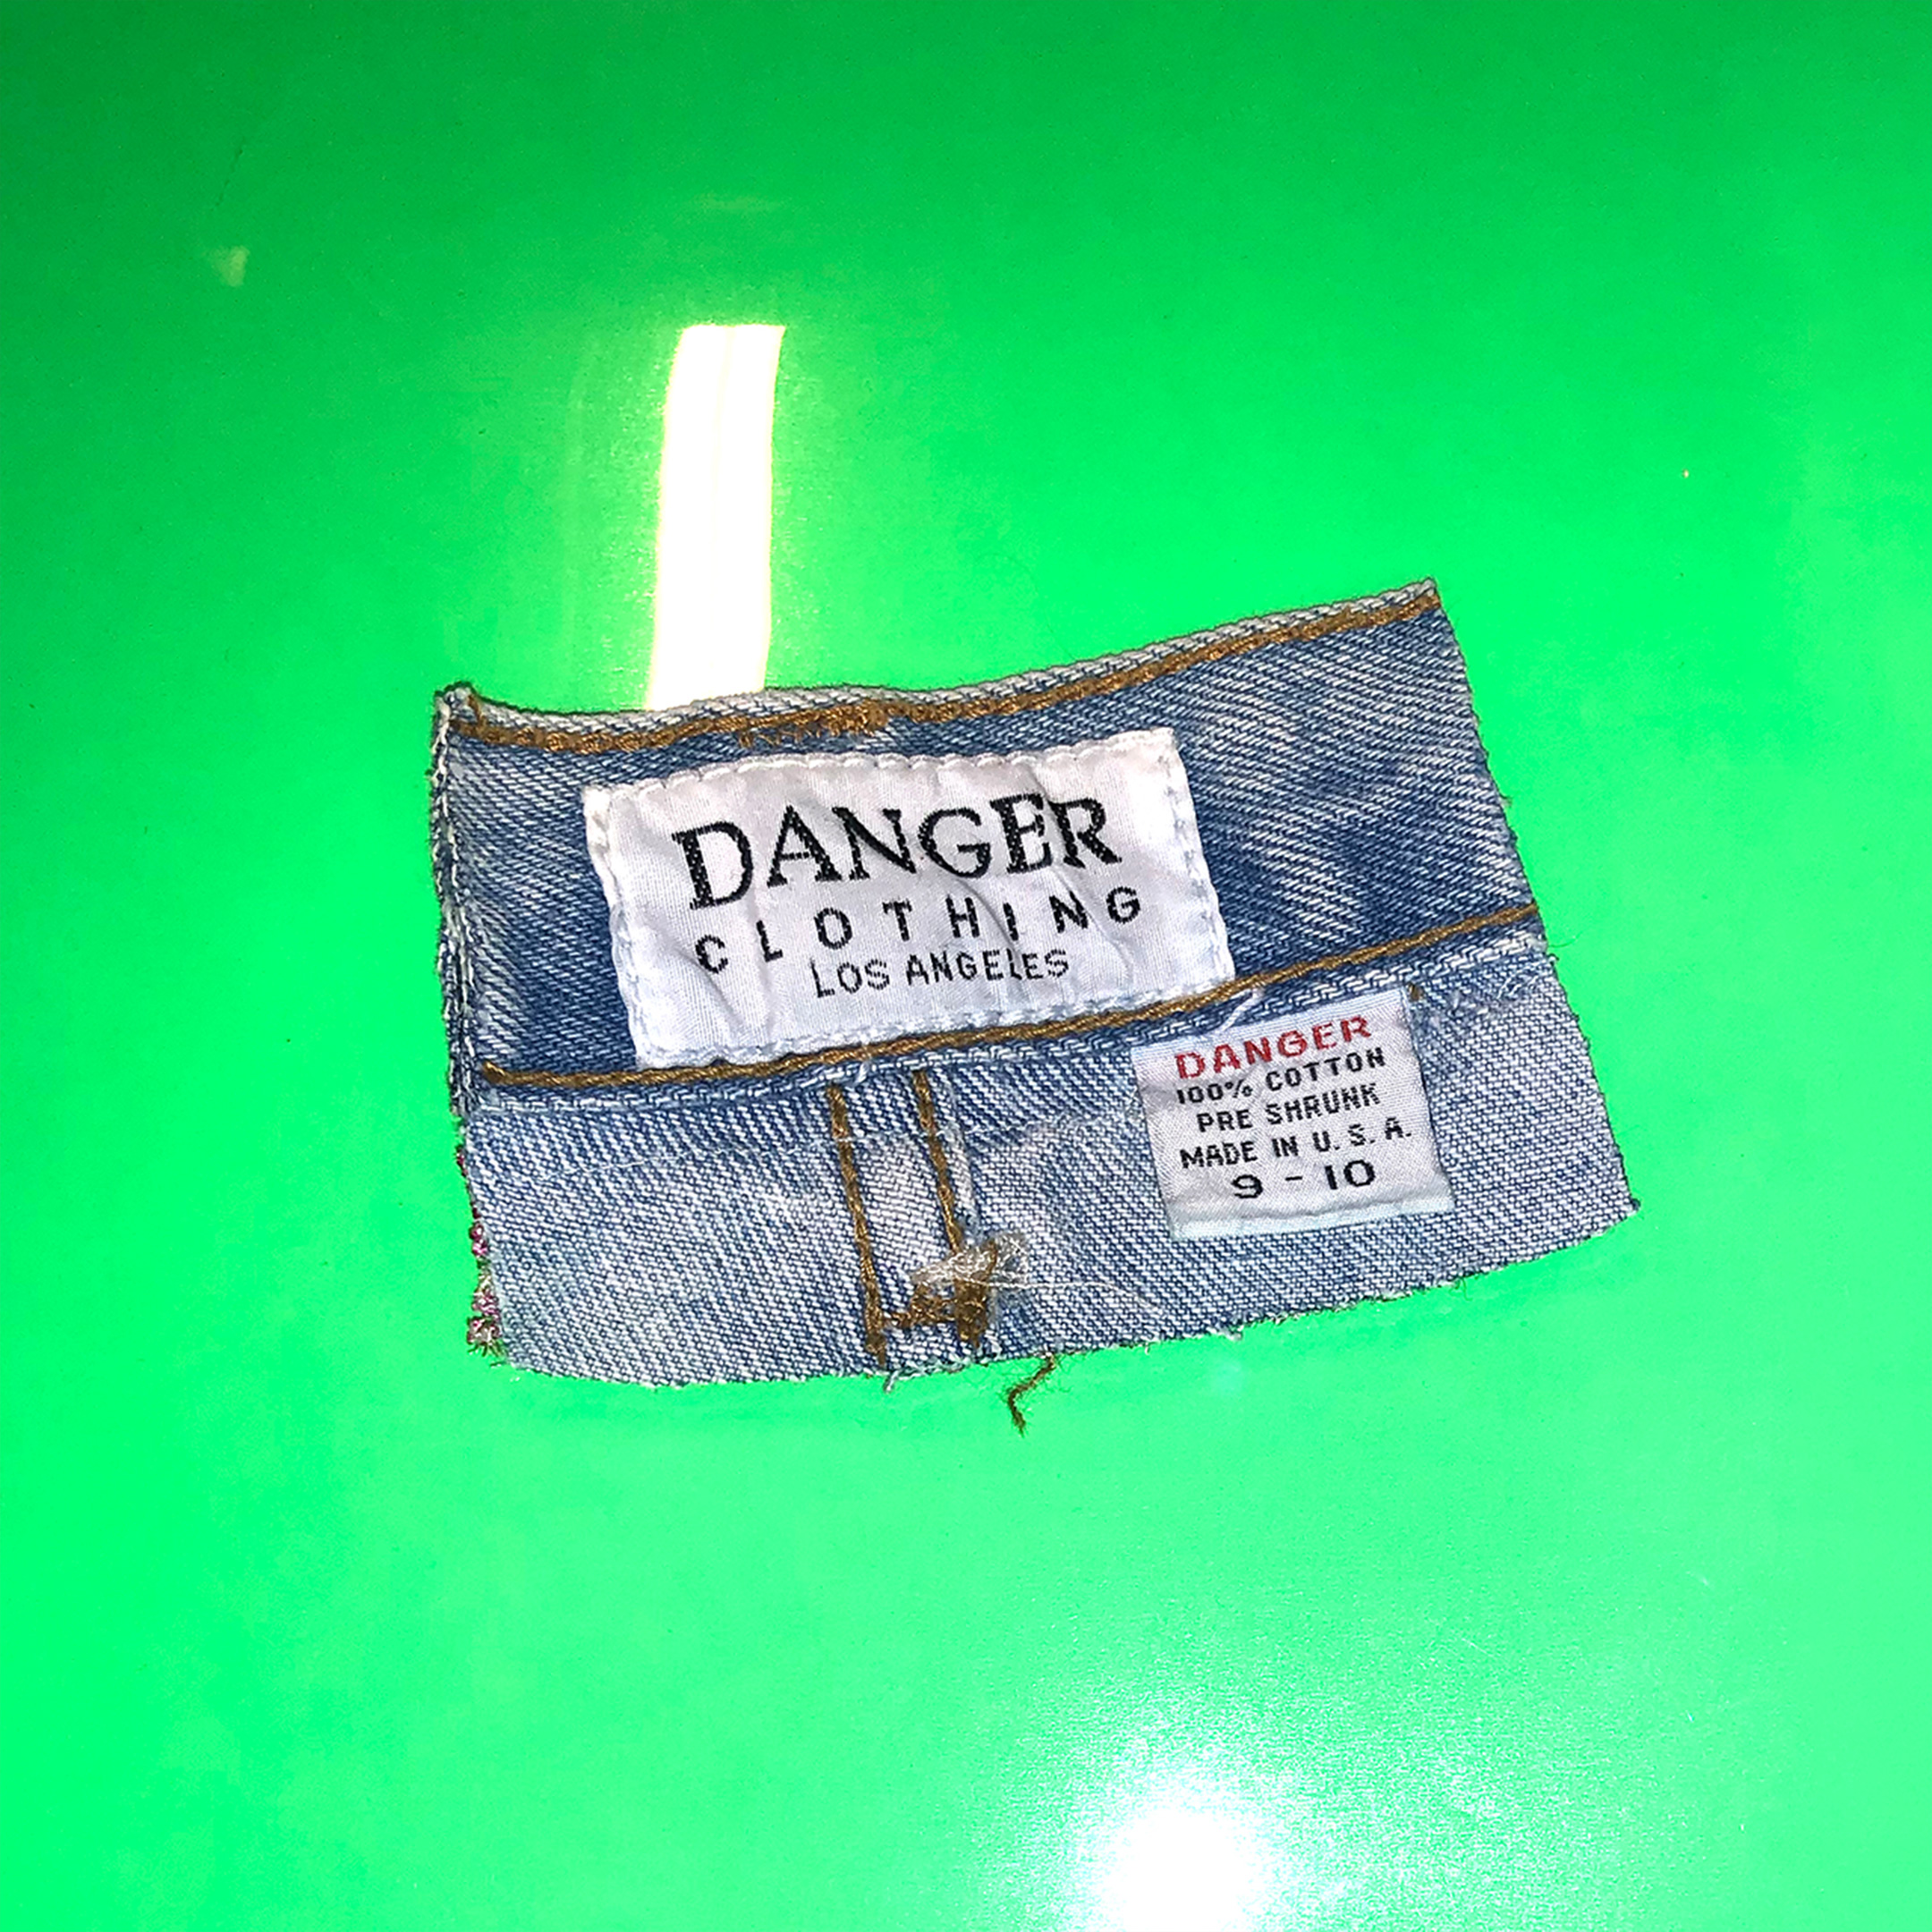 DANGER
CLOTHING
LOS ANGELES
DANGER
100% COTTON
PRE SHRUNK
MADE IN U.S.A.
9 - 10